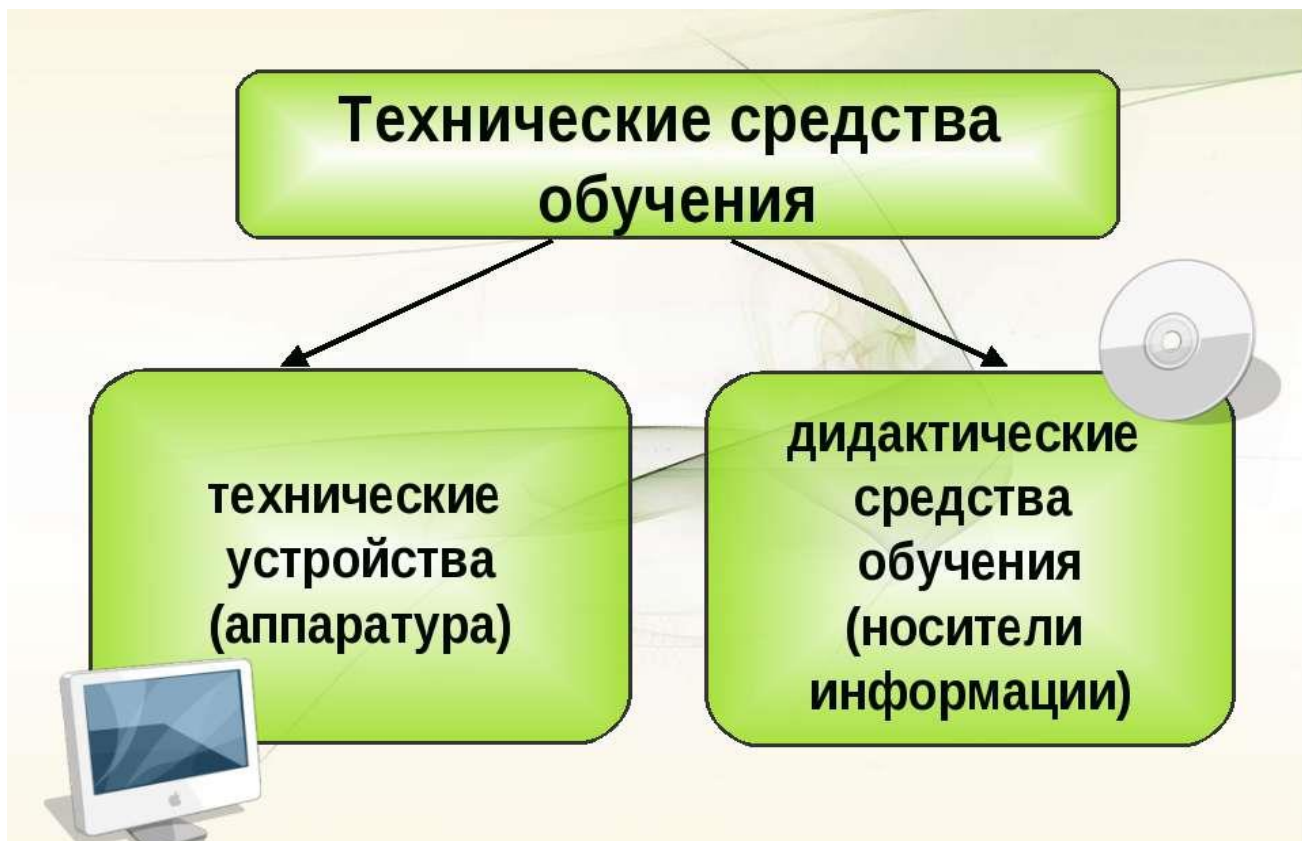 Технические средства
обучения
технические
устройства
(аппаратура)
дидактические
средства
обучения
(носители
информации)